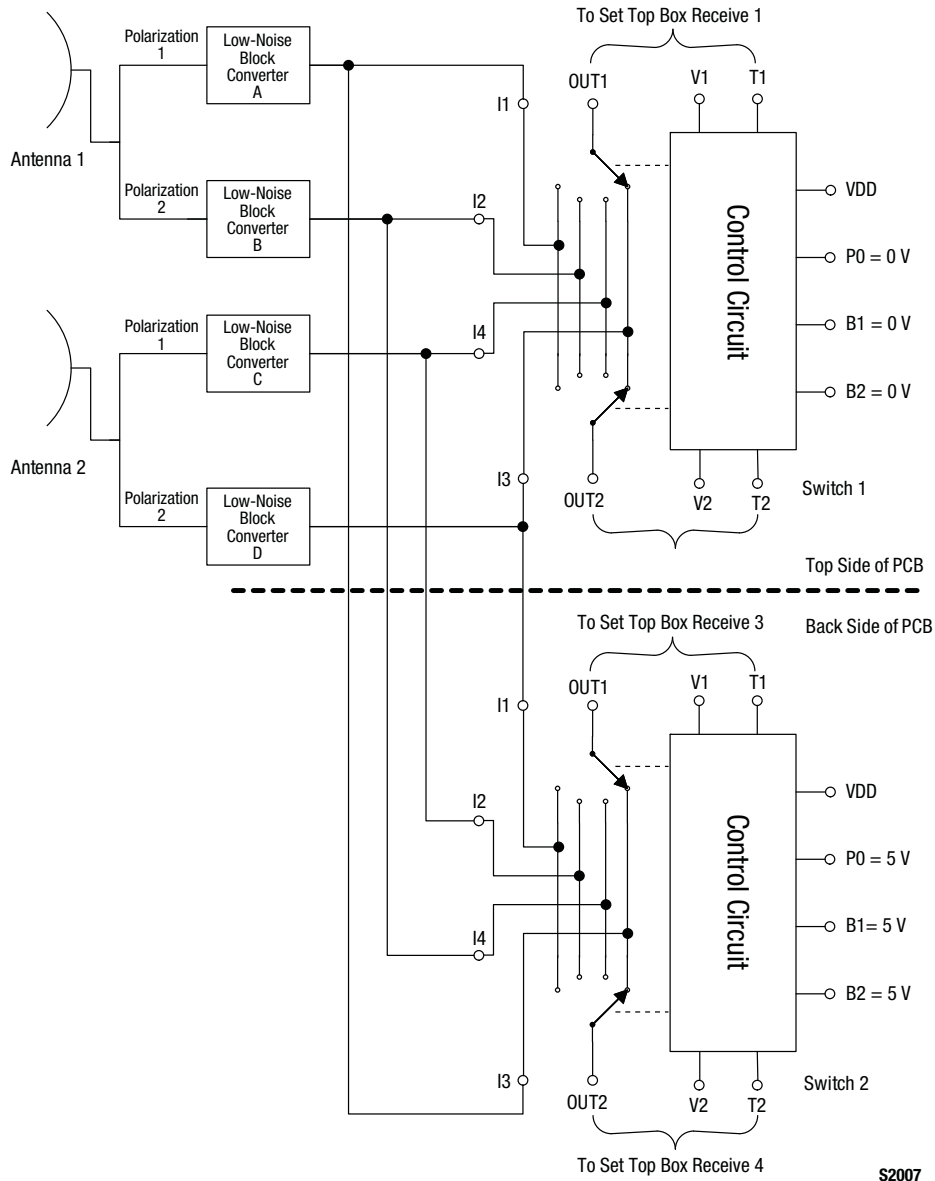 To Set Top Box Receive 1
OUT1
V1
T1
Polarization
1
Low-Noise
Block
Converter
A
I1
Antenna 1
Polarization
2
Low-Noise
Block
Converter
B
I2
VDD
P0 = 0 V
B1 = 0 V
B2 = 0 V
Control Circuit
Polarization
1
Low-Noise
Block
Converter
C
I4
Antenna 2
Polarization
2
Low-Noise
Block
Converter
D
I3
OUT2
V2
T2
Switch 1
Top Side of PCB
Back Side of PCB
To Set Top Box Receive 3
OUT1
V1
T1
I1
I2
I4
VDD
P0 = 5 V
B1= 5 V
B2 = 5 V
Control Circuit
I3
OUT2
V2
T2
Switch 2
To Set Top Box Receive 4
S2007